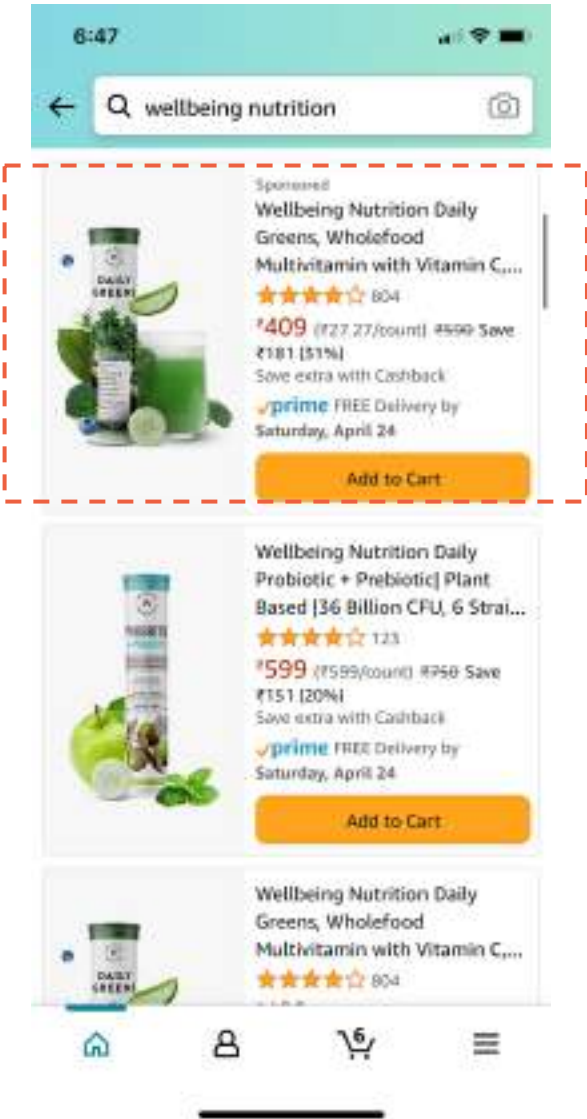 6:47
wellbeing nutrition
Sponsored
Wellbeing Nutrition Daily
Greens, Wholefood
Multivitamin with Vitamin C,...
804
₹409 (₹27.27/count) ₹590 Save
₹181 (31%)
Save extra with Cashback
prime FREE Delivery by
Saturday, April 24
Add to Cart
DAILY
GREENS
Wellbeing Nutrition Daily
Probiotic + Prebiotic| Plant
Based |36 Billion CFU, 6 Strai...
123
₹599 (₹599/count) ₹750 Save
₹151 (20%)
Save extra with Cashback
prime FREE Delivery by
Saturday, April 24
Add to Cart
Wellbeing Nutrition Daily
Greens, Wholefood
Multivitamin with Vitamin C,...
804
DAILY
GREENS
6